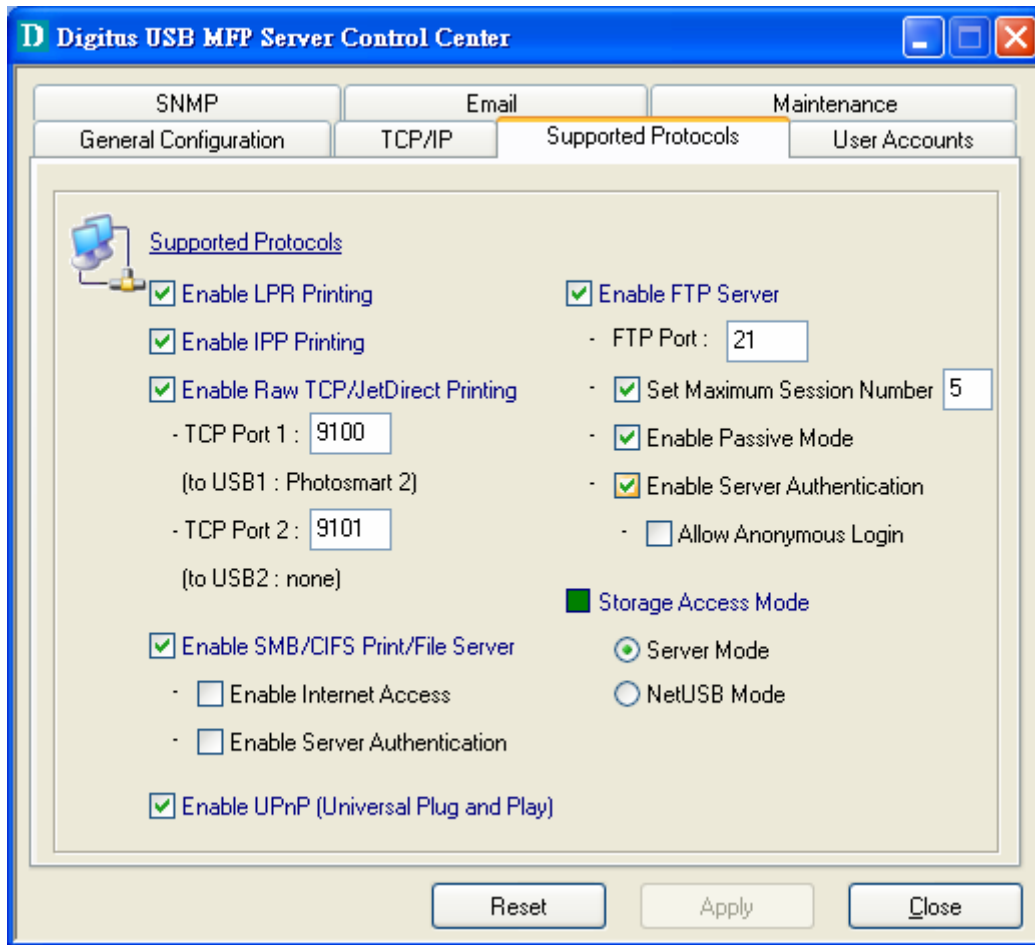 D Digitus USB MFP Server Control Center
SNMP Email Maintenance
General Configuration TCP/IP Supported Protocols User Accounts
Supported Protocols
Enable LPR Printing
Enable IPP Printing
Enable Raw TCP/JetDirect Printing
- TCP Port 1 : 9100
(to USB1 : Photosmart 2)
- TCP Port 2 : 9101
(to USB2 : none)
Enable SMB/CIFS Print/File Server
- Enable Internet Access
- Enable Server Authentication
Enable UPnP (Universal Plug and Play)
Enable FTP Server
- FTP Port : 21
- Set Maximum Session Number 5
- Enable Passive Mode
- Enable Server Authentication
- Allow Anonymous Login
Storage Access Mode
Server Mode
NetUSB Mode
Reset Apply Close